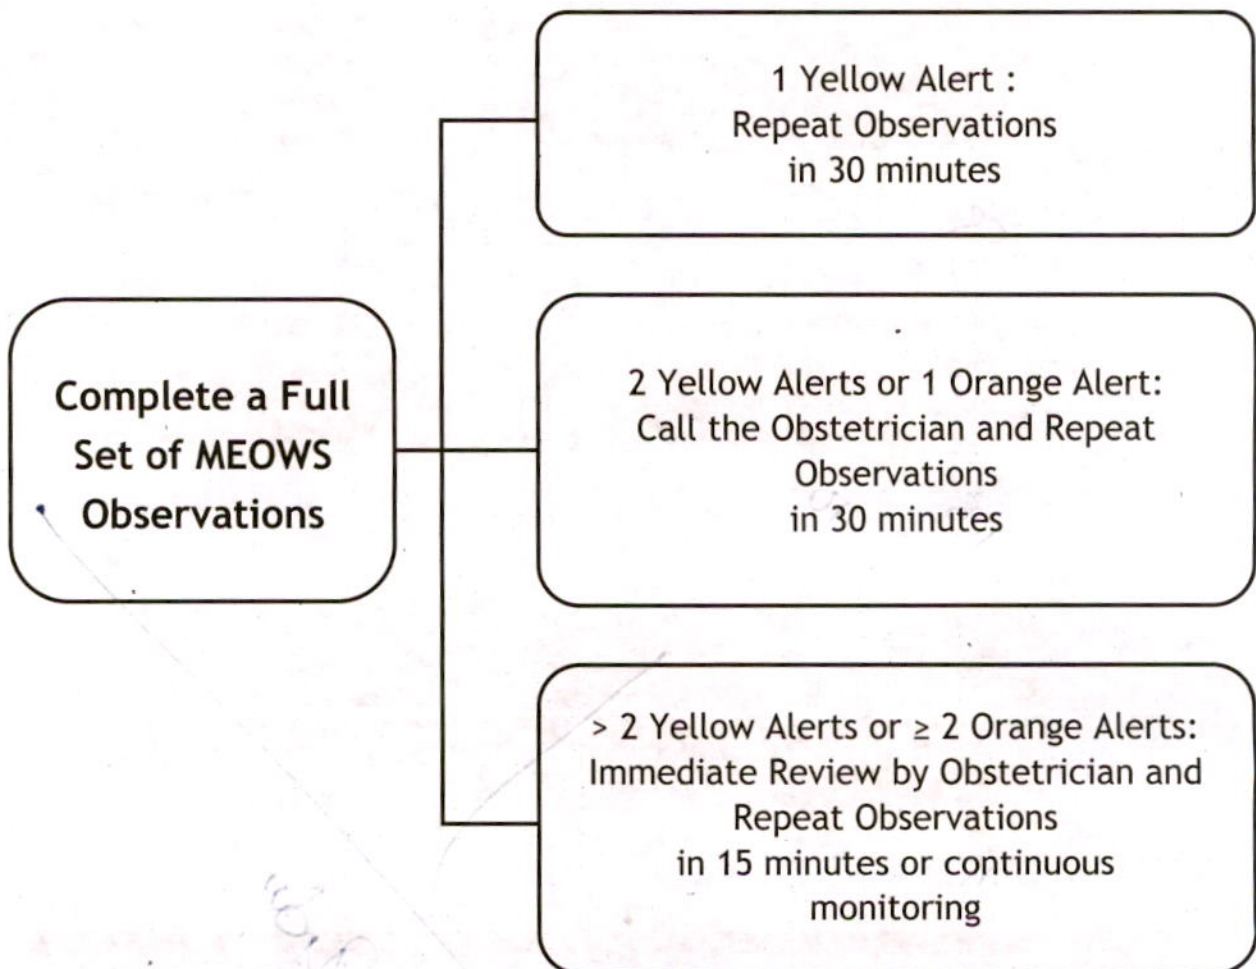 Complete a Full
Set of MEOWS
Observations
1 Yellow Alert :
Repeat Observations
in 30 minutes
2 Yellow Alerts or 1 Orange Alert:
Call the Obstetrician and Repeat
Observations
in 30 minutes
> 2 Yellow Alerts or ≥ 2 Orange Alerts:
Immediate Review by Obstetrician and
Repeat Observations
in 15 minutes or continuous
monitoring